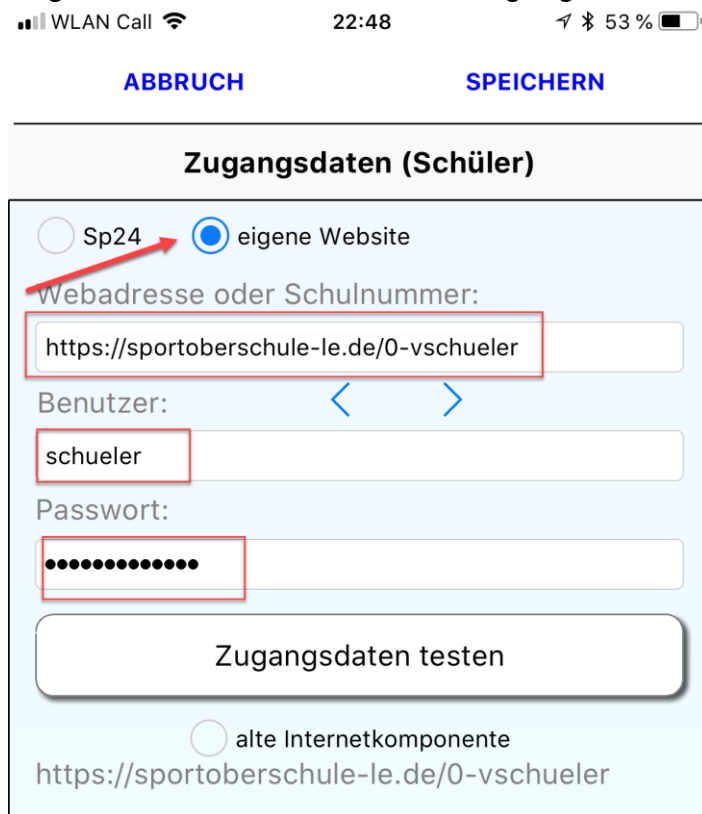 WLAN Call 22:48 53 %
ABBRUCH SPEICHERN
Zugangsdaten (Schüler)
Sp24 eigene Website
Webadresse oder Schulnummer:
https://sportoberschule-le.de/0-vschueler
Benutzer:
schueler
Passwort:
•••••••••••••
Zugangsdaten testen
alte Internetkomponente
https://sportoberschule-le.de/0-vschueler